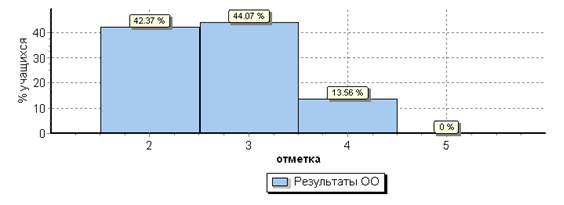 % учащихся
40
30
20
10
0
42.37 %
44.07 %
13.56 %
0 %
2 3 4 5
отметка
Результаты ОО